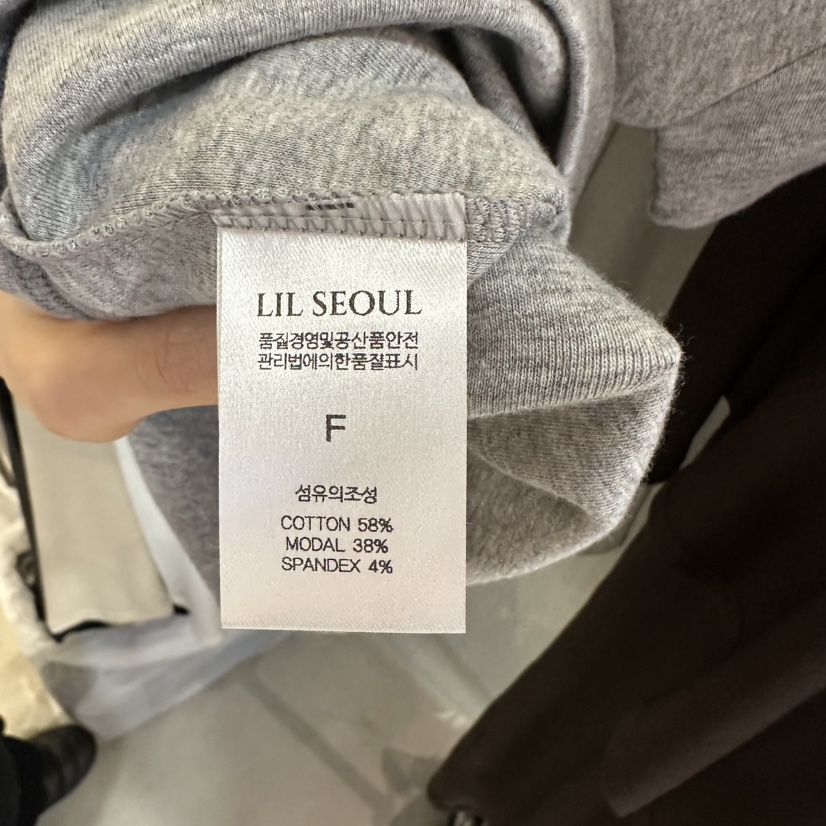 LIL SEOUL
품질경영및공산품안전
관리법에의한품질표시
F
섬유의조성
COTTON 58%
MODAL 38%
SPANDEX 4%